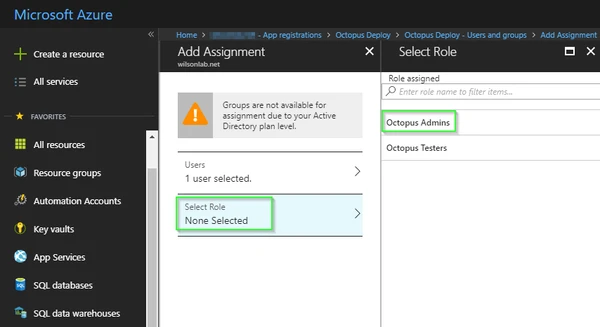 Microsoft Azure
Home > - App registrations > Octopus Deploy > Octopus Deploy - Users and groups > Add Assignment
Create a resource
All services
FAVORITES
All resources
Resource groups
Automation Accounts
Key vaults
App Services
SQL databases
SQL data warehouses
Add Assignment
wilsonlab.net
Groups are not available for
assignment due to your Active
Directory plan level.
Users
1 user selected.
Select Role
None Selected
Select Role
Role assigned
Enter role name to filter items...
Octopus Admins
Octopus Testers